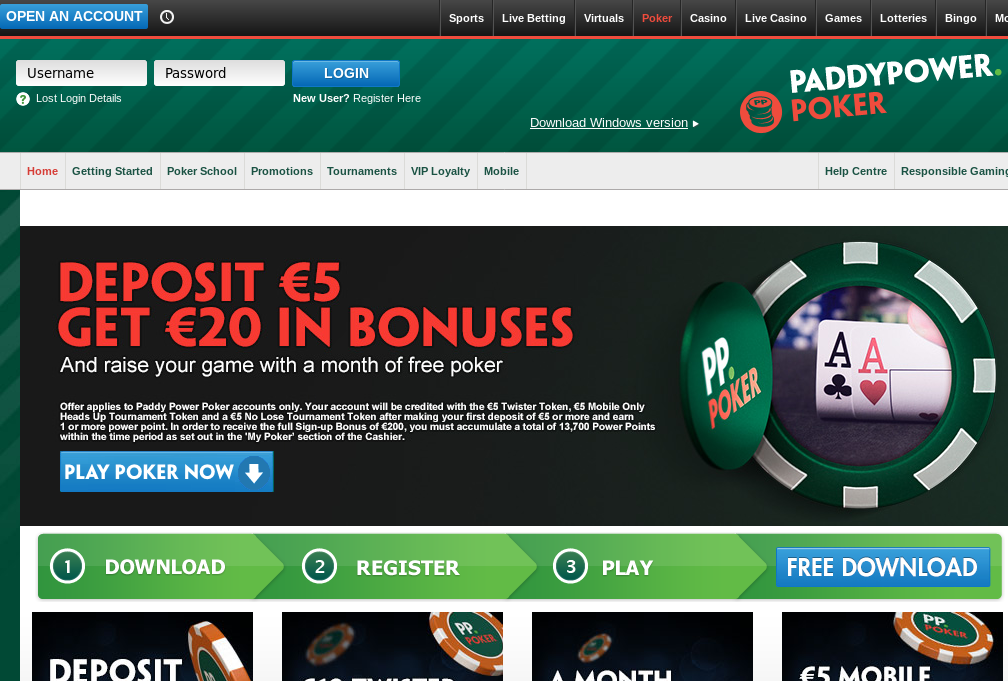 OPEN AN ACCOUNT
Sports
Live Betting
Virtuals
Poker
Casino
Live Casino
Games
Lotteries
Bingo
Username
Password
LOGIN
Lost Login Details
New User? Register Here
Download Windows version
PADDYPOWER.
PP
POKER
Home
Getting Started
Poker School
Promotions
Tournaments
VIP Loyalty
Mobile
Help Centre
Responsible Gaming
DEPOSIT €5
GET €20 IN BONUSES
And raise your game with a month of free poker
Offer applies to Paddy Power Poker accounts only. Your account will be credited with the €5 Twister Token, €5 Mobile Only
Heads Up Tournament Token and a €5 No Lose Tournament Token after making your first deposit of €5 or more and earn
1 or more power point. In order to receive the full Sign-up Bonus of €200, you must accumulate a total of 13,700 Power Points
within the time period as set out in the 'My Poker' section of the Cashier.
PLAY POKER NOW
PP.
POKER
A
A
1 DOWNLOAD
2 REGISTER
3 PLAY
FREE DOWNLOAD
DEPOSIT
PP.
POKER
€10 TWISTER
A MONTH
PP.
POKER
€5 MOBILE